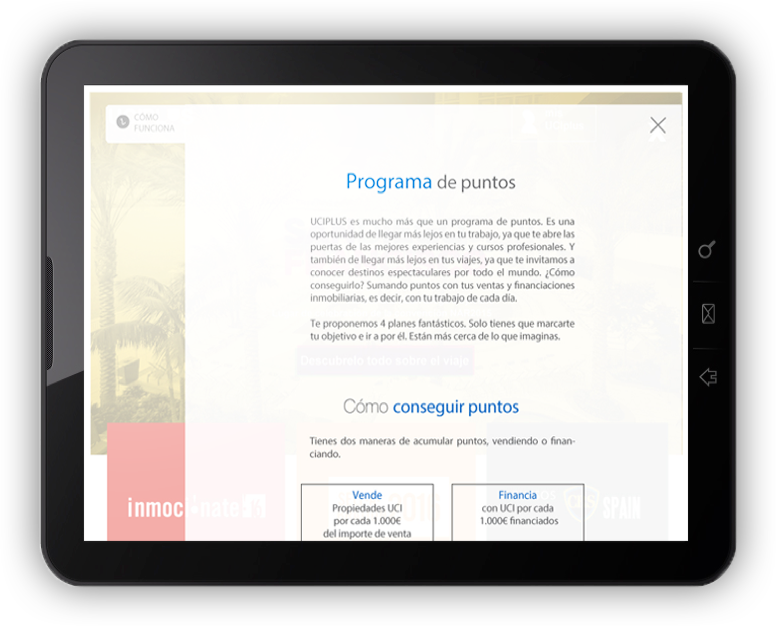 CÓMO
FUNCIONA
Programa de puntos
UCIPLUS es mucho más que un programa de puntos. Es una
oportunidad de llegar más lejos en tu trabajo, ya que te abre las
puertas de las mejores experiencias y cursos profesionales. Y
también de llegar más lejos en tus viajes, ya que te invitamos a
conocer destinos espectaculares por todo el mundo. ¿Cómo
conseguirlo? Sumando puntos con tus ventas y financiaciones
inmobiliarias, es decir, con tu trabajo de cada día.
Te proponemos 4 planes fantásticos. Solo tienes que marcarte
tu objetivo e ir a por él. Están más cerca de lo que imaginas.
Descúbrelo todo sobre el viaje
Cómo conseguir puntos
Tienes dos maneras de acumular puntos, vendiendo o finan-
ciando.
Vende
Propiedades UCI
por cada 1.000€
del importe de venta
Financia
con UCI por cada
1.000€ financiados
SPAIN